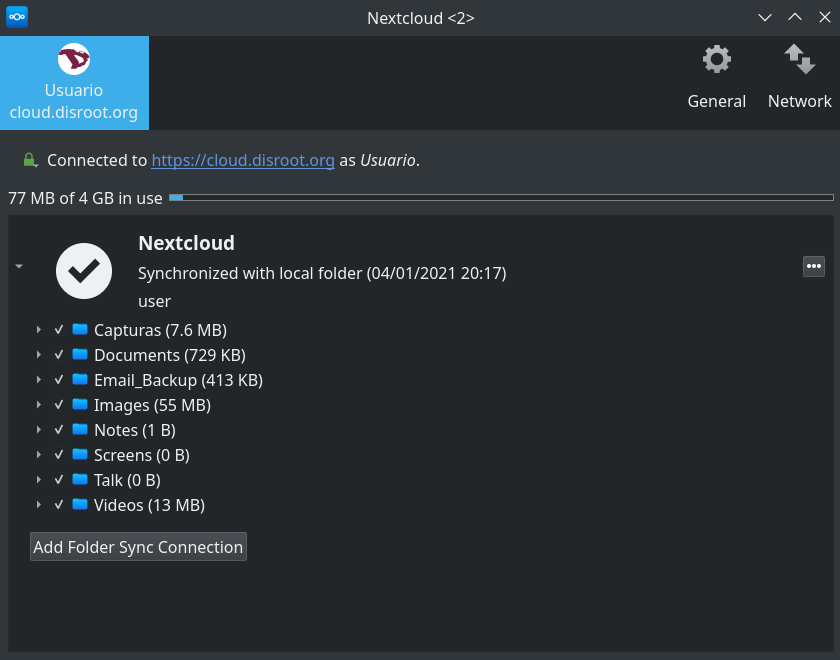 Nextcloud <2>
Usuario
cloud.disroot.org
General
Network
Connected to https://cloud.disroot.org as Usuario.
77 MB of 4 GB in use
Nextcloud
Synchronized with local folder (04/01/2021 20:17)
user
Capturas (7.6 MB)
Documents (729 KB)
Email_Backup (413 KB)
Images (55 MB)
Notes (1 B)
Screens (0 B)
Talk (0 B)
Videos (13 MB)
Add Folder Sync Connection